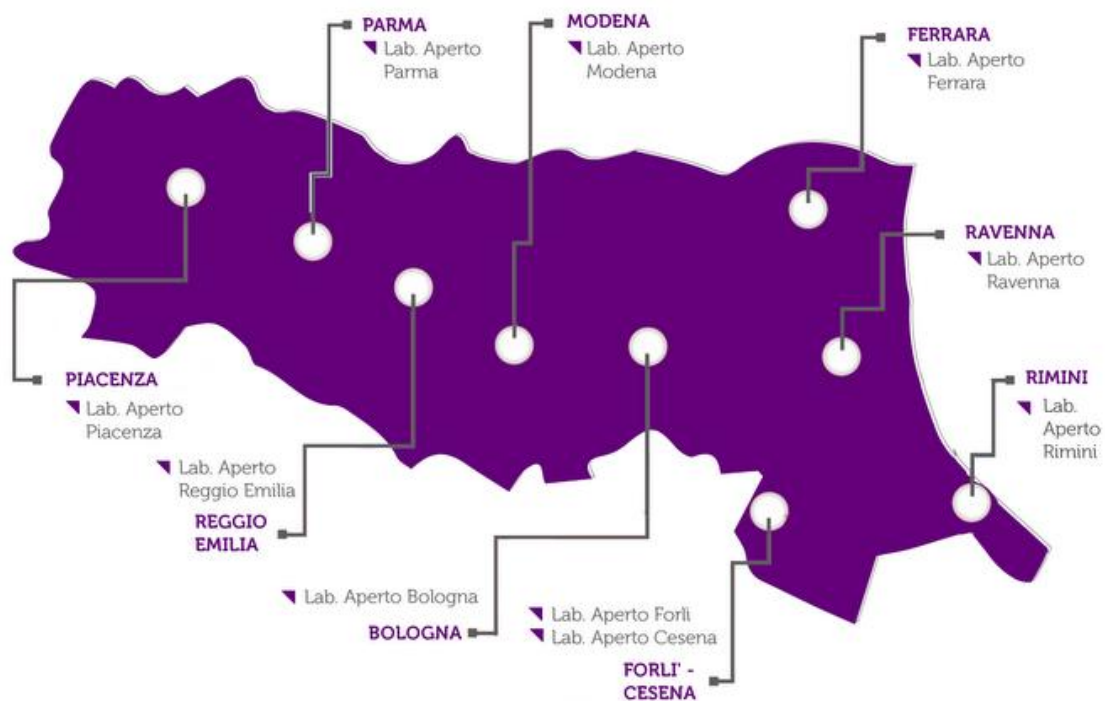 PARMA
Lab. Aperto
Parma
MODENA
Lab. Aperto
Modena
FERRARA
Lab. Aperto
Ferrara
RAVENNA
Lab. Aperto
Ravenna
PIACENZA
Lab. Aperto
Piacenza
RIMINI
Lab.
Aperto
Rimini
Lab. Aperto
Reggio Emilia
REGGIO
EMILIA
Lab. Aperto Bologna
BOLOGNA
Lab. Aperto Forlì
Lab. Aperto Cesena
FORLI' -
CESENA